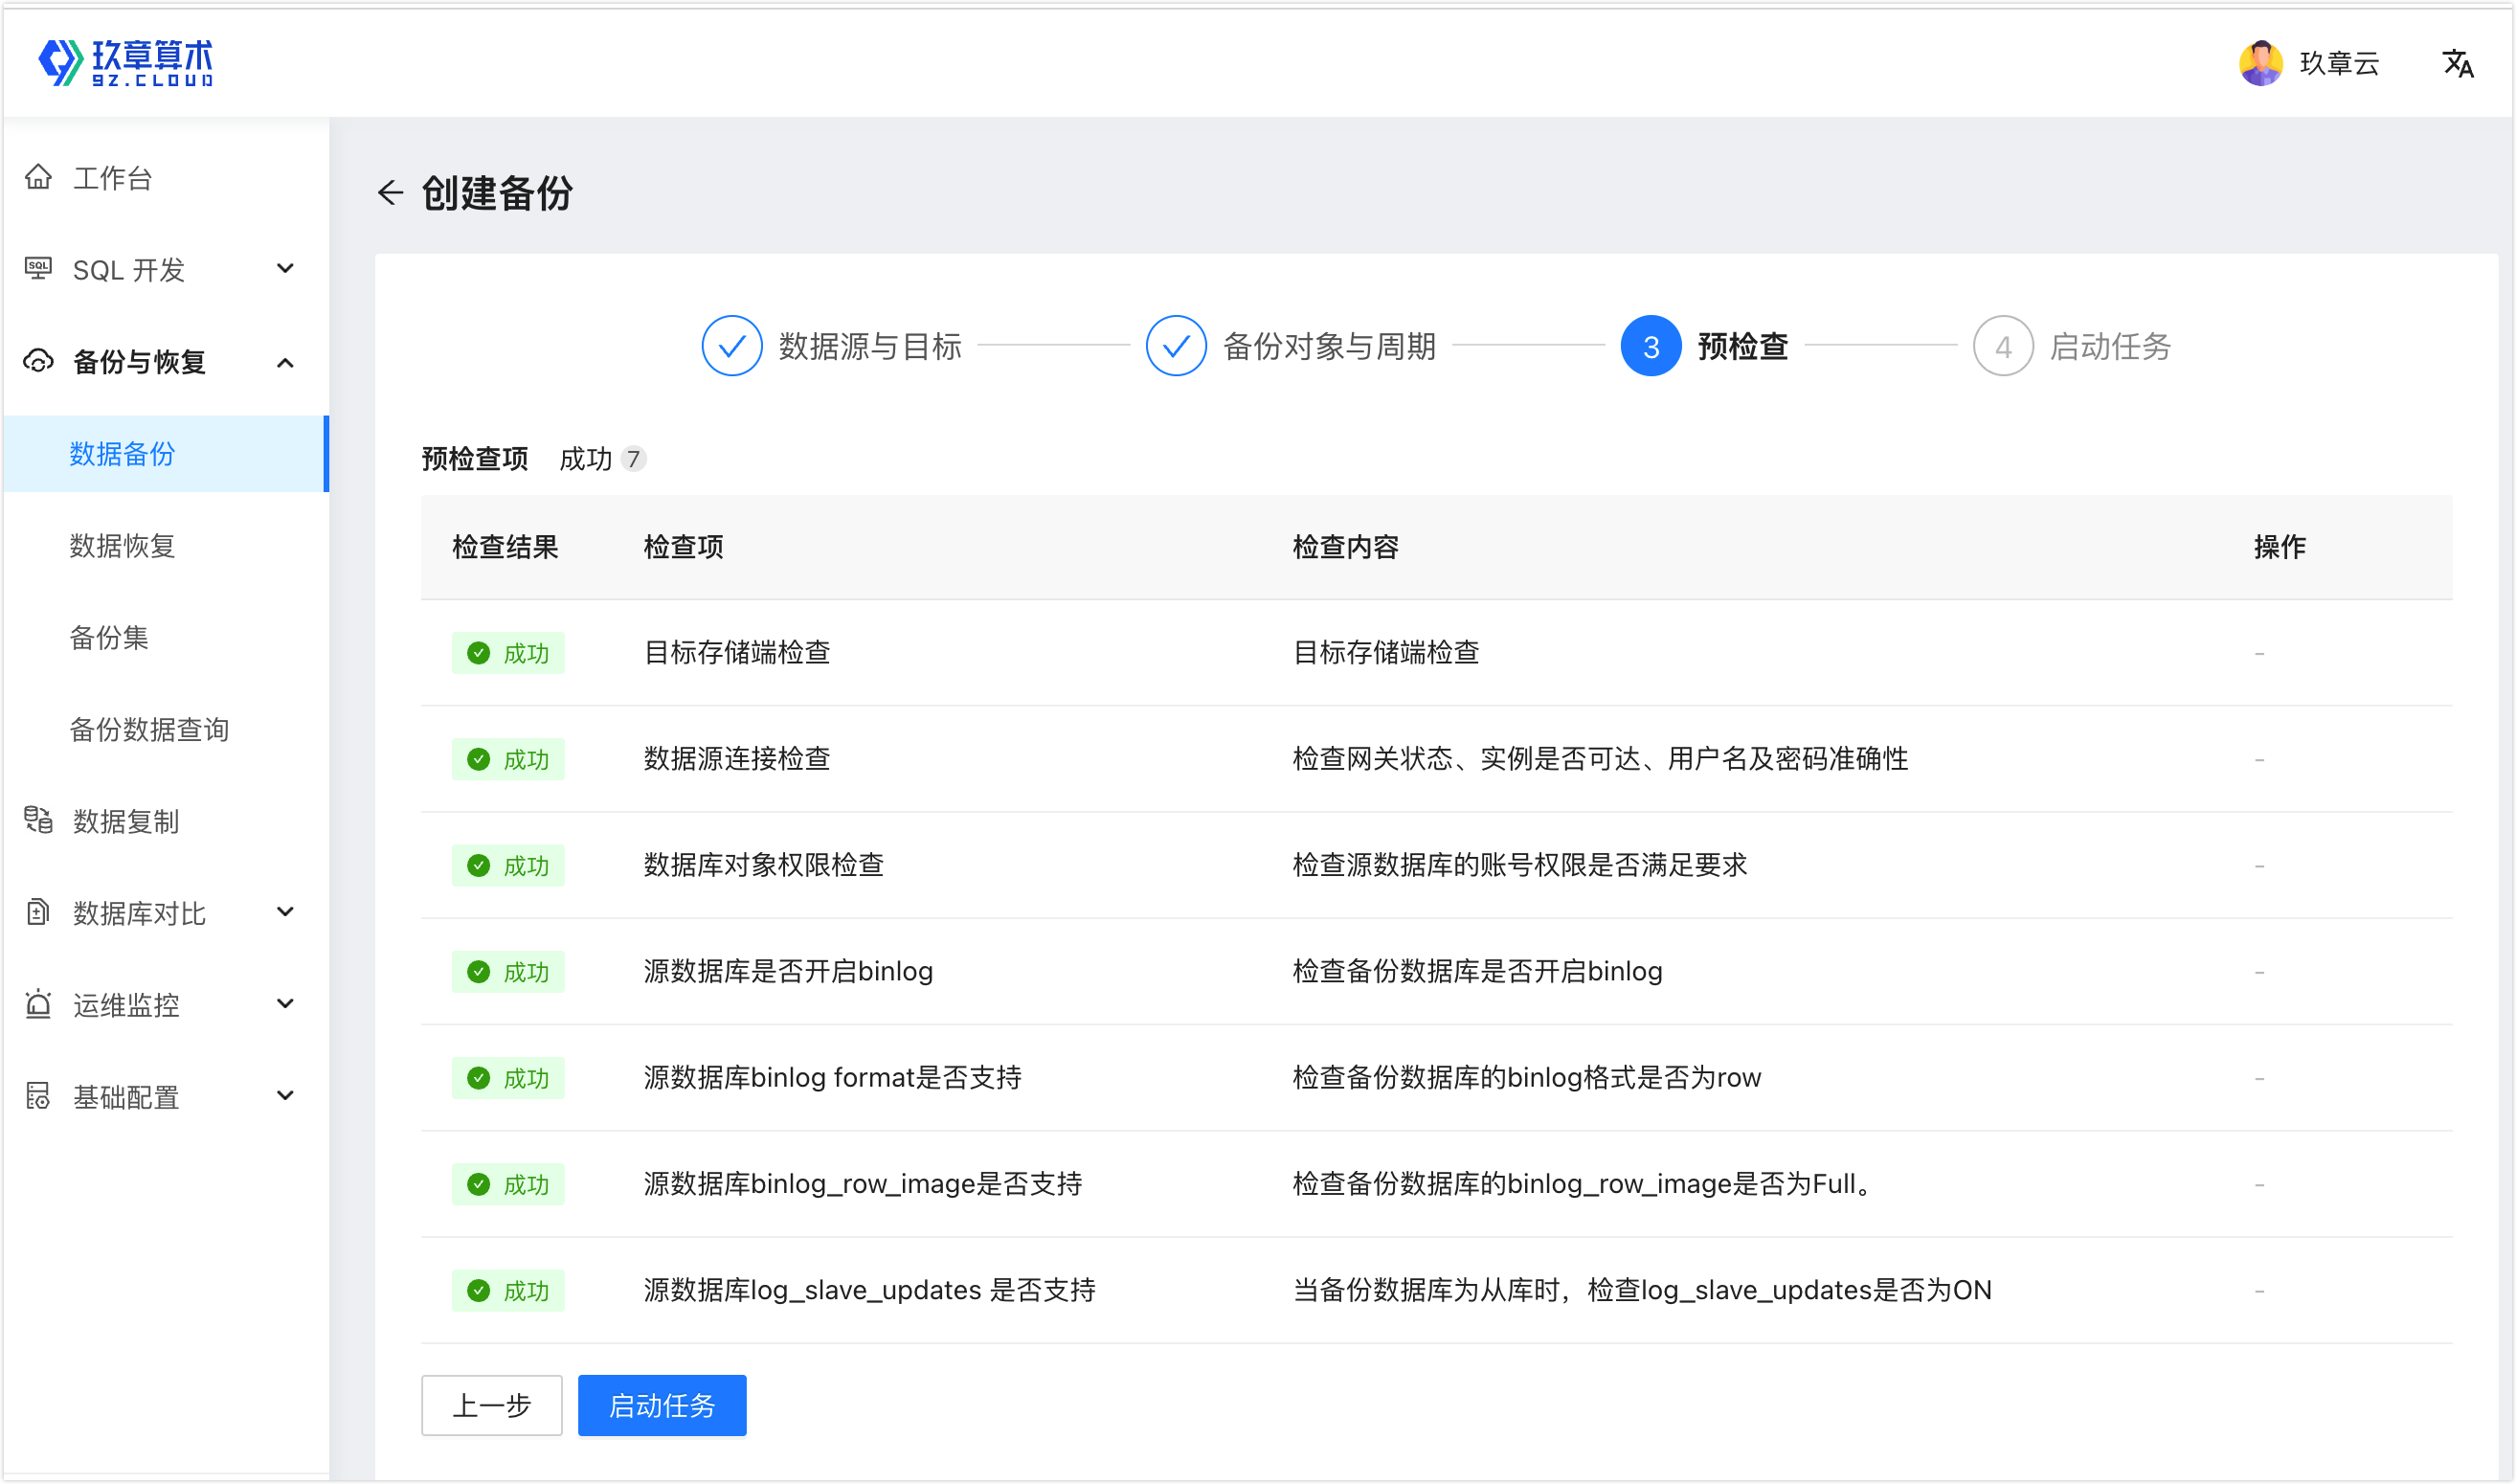 玖章算术
9Z.CLOUD
玖章云
工作台
SQL 开发
备份与恢复
数据备份
数据恢复
备份集
备份数据查询
数据复制
数据库对比
运维监控
基础配置
创建备份
数据源与目标
备份对象与周期
3 预检查
4 启动任务
预检查项 成功 7
检查结果 检查项 检查内容 操作
成功 目标存储端检查 目标存储端检查 -
成功 数据源连接检查 检查网关状态、实例是否可达、用户名及密码准确性 -
成功 数据库对象权限检查 检查源数据库的账号权限是否满足要求 -
成功 源数据库是否开启binlog 检查备份数据库是否开启binlog -
成功 源数据库binlog format是否支持 检查备份数据库的binlog格式是否为row -
成功 源数据库binlog_row_image是否支持 检查备份数据库的binlog_row_image是否为Full。 -
成功 源数据库log_slave_updates 是否支持 当备份数据库为从库时，检查log_slave_updates是否为ON -
上一步 启动任务